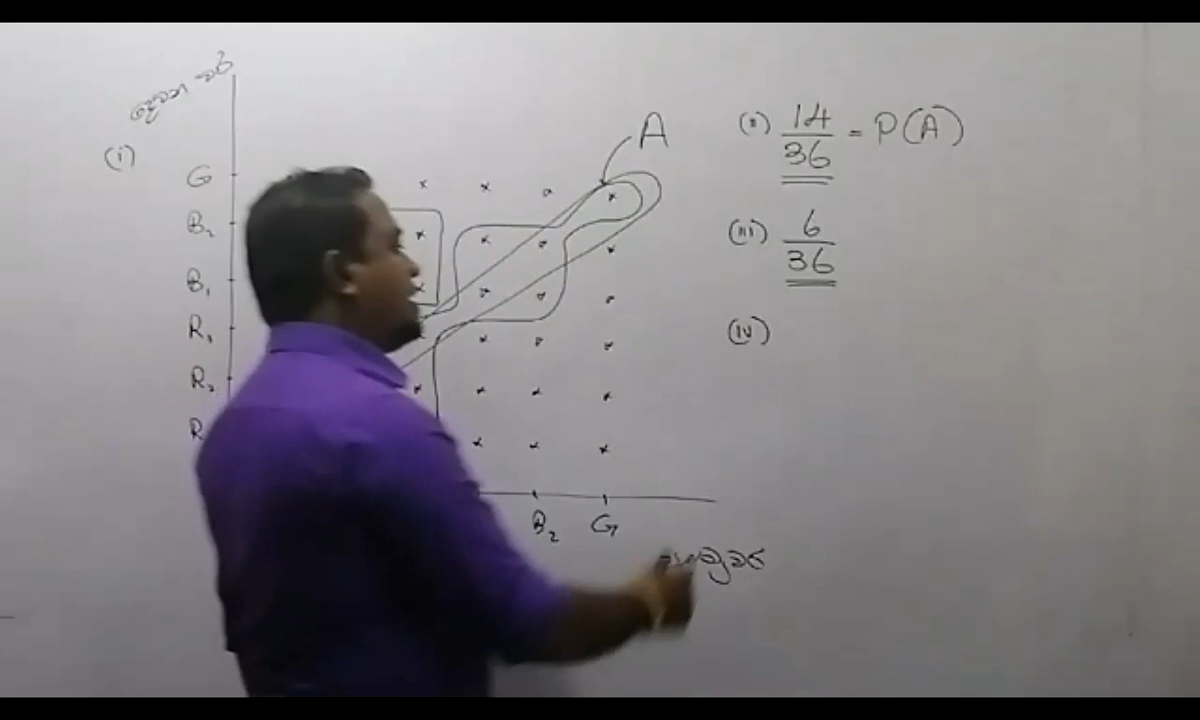 (i)
G
B₂
B₁
R₃
R₂
R
B₂ G
A
(ii) 14/36 = P(A)
(iii) 6/36
(iv)